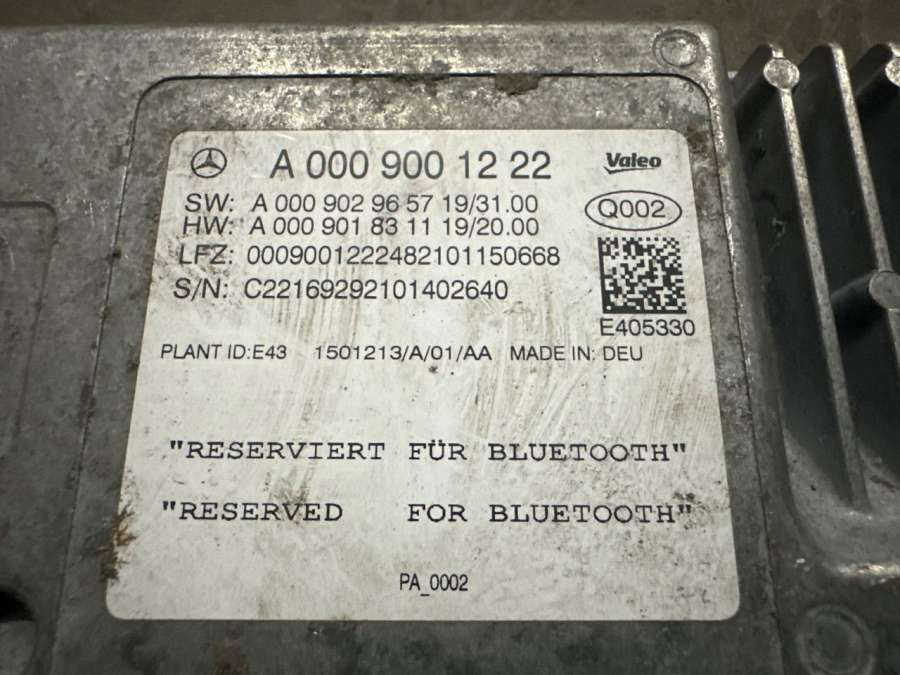 A 000 900 12 22 Valeo
SW: A 000 902 96 57 19/31.00
HW: A 000 901 83 11 19/20.00
Q002
LFZ: 0009001222482101150668
S/N: C22169292101402640
E405330
PLANT ID:E43 1501213/A/01/AA MADE IN: DEU
"RESERVIERT FÜR BLUETOOTH"
"RESERVED FOR BLUETOOTH"
PA_0002